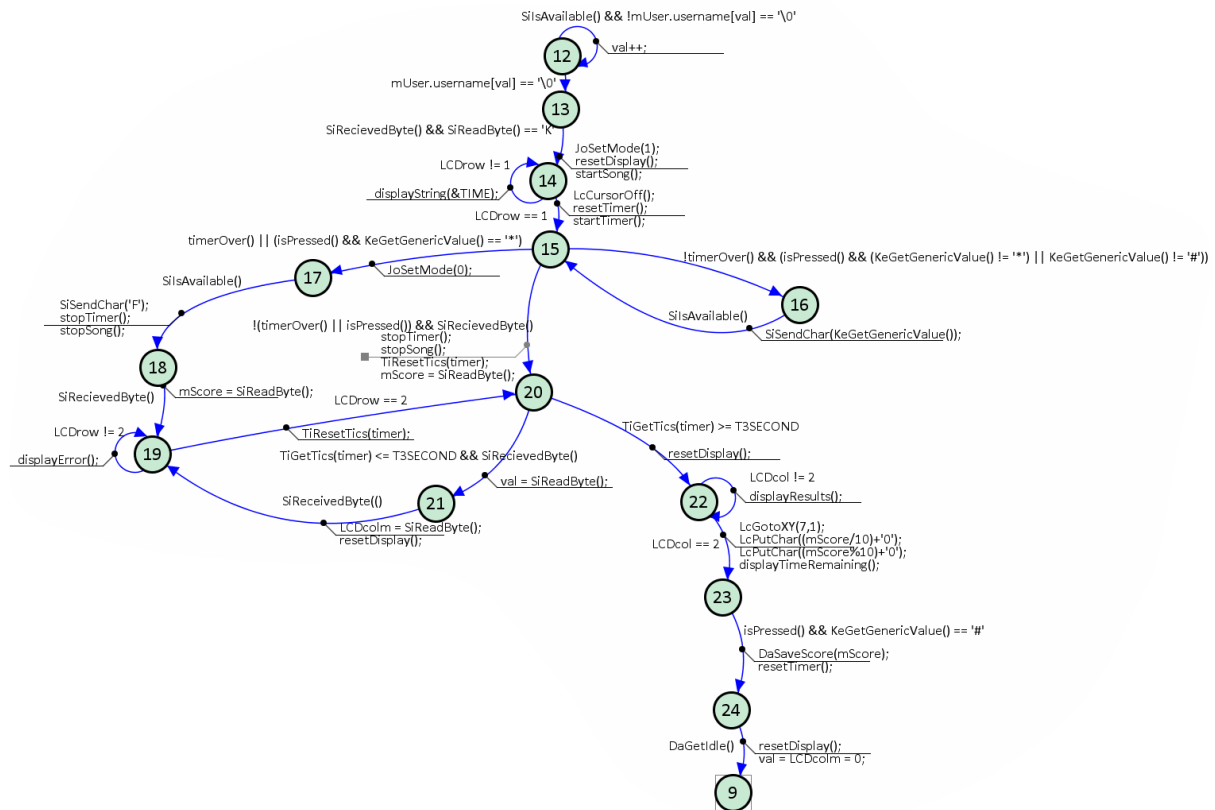 SiIsAvailable() && !mUser.username[val] == '\0'
12
val++;
mUser.username[val] == '\0'
13
SiRecievedByte() && SiReadByte() == 'K'
JoSetMode(1);
resetDisplay();
startSong();
LCDrow != 1
14
displayString(&TIME);
LcCursorOff();
resetTimer();
startTimer();
LCDrow == 1
timerOver() || (isPressed() && KeGetGenericValue() == '*')
15
!timerOver() && (isPressed() && (KeGetGenericValue() != '*') || KeGetGenericValue() != '#'))
JoSetMode(0);
17
SiIsAvailable()
16
SiSendChar('F');
stopTimer();
stopSong();
SiIsAvailable()
SiSendChar(KeGetGenericValue());
!(timerOver() || isPressed()) && SiRecievedByte()
stopTimer();
stopSong();
TiResetTics(timer);
mScore = SiReadByte();
18
mScore = SiReadByte();
SiRecievedByte()
20
LCDrow == 2
LCDrow != 2
TiResetTics(timer);
TiGetTics(timer) >= T3SECOND
19
displayError();
TiGetTics(timer) <= T3SECOND && SiRecievedByte()
resetDisplay();
val = SiReadByte();
LCDcol != 2
displayResults();
SiReceivedByte(()
21
22
LCDcolm = SiReadByte();
resetDisplay();
LcGotoXY(7,1);
LcPutChar((mScore/10)+'0');
LcPutChar((mScore%10)+'0');
displayTimeRemaining();
LCDcol == 2
23
isPressed() && KeGetGenericValue() == '#'
DaSaveScore(mScore);
resetTimer();
24
DaGetIdle()
resetDisplay();
val = LCDcolm = 0;
9